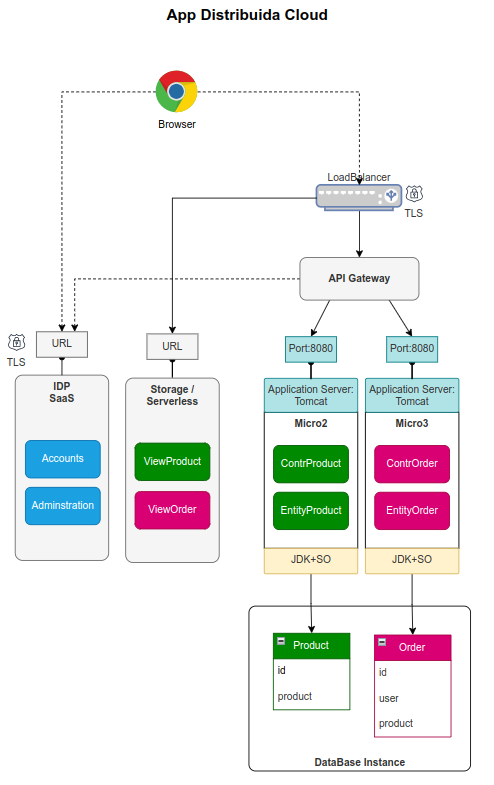 App Distribuida Cloud
Browser
LoadBalancer
TLS
API Gateway
TLS
URL
URL
Port:8080
Port:8080
IDP
SaaS
Accounts
Adminstration
Storage /
Serverless
ViewProduct
ViewOrder
Application Server:
Tomcat
Micro2
ContrProduct
EntityProduct
JDK+SO
Application Server:
Tomcat
Micro3
ContrOrder
EntityOrder
JDK+SO
Product
id
product
Order
id
user
product
DataBase Instance